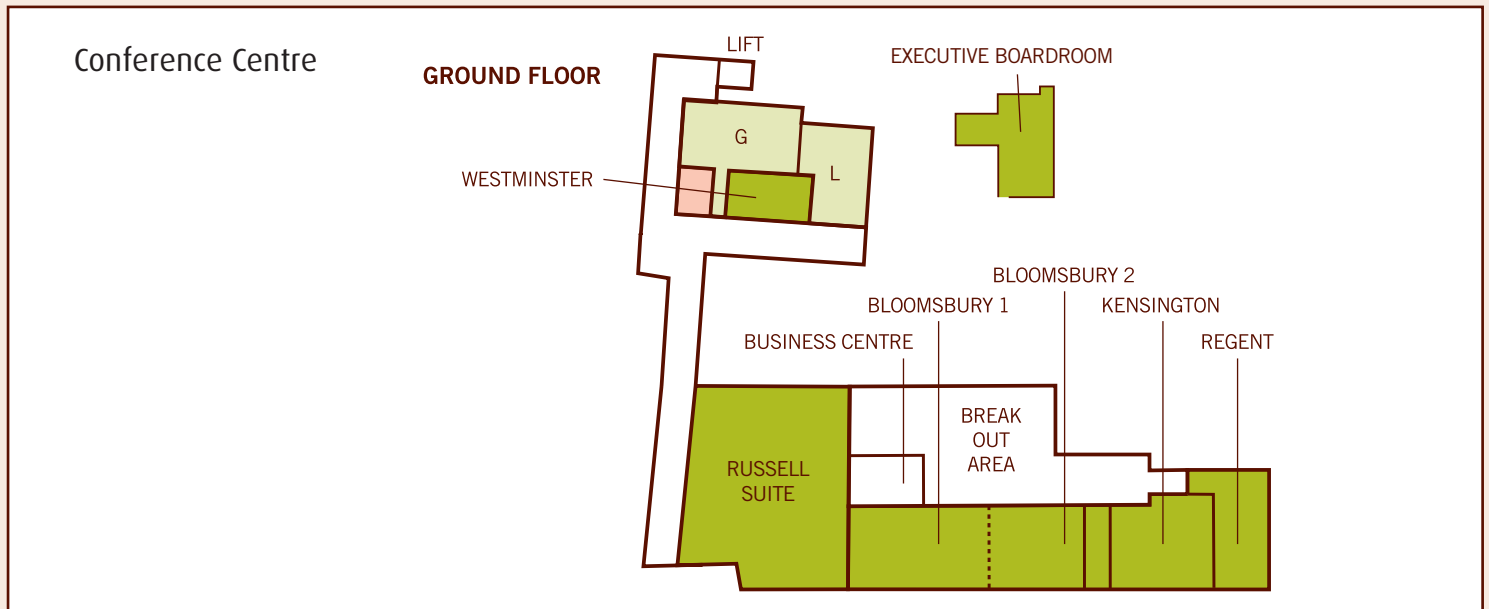 Conference Centre
GROUND FLOOR
LIFT
EXECUTIVE BOARDROOM
G
L
WESTMINSTER
BLOOMSBURY 2
BLOOMSBURY 1
KENSINGTON
BUSINESS CENTRE
REGENT
BREAK
OUT
AREA
RUSSELL
SUITE